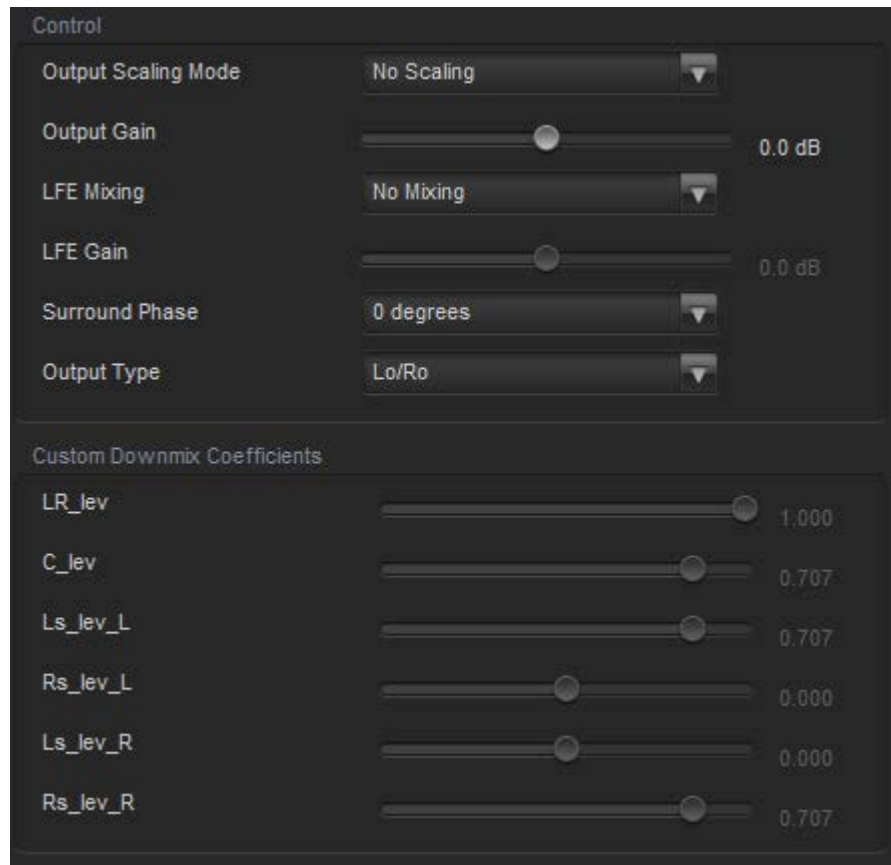 Control
Output Scaling Mode No Scaling
Output Gain 0.0 dB
LFE Mixing No Mixing
LFE Gain 0.0 dB
Surround Phase 0 degrees
Output Type Lo/Ro
Custom Downmix Coefficients
LR_lev 1.000
C_lev 0.707
Ls_lev_L 0.707
Rs_lev_L 0.000
Ls_lev_R 0.000
Rs_lev_R 0.707